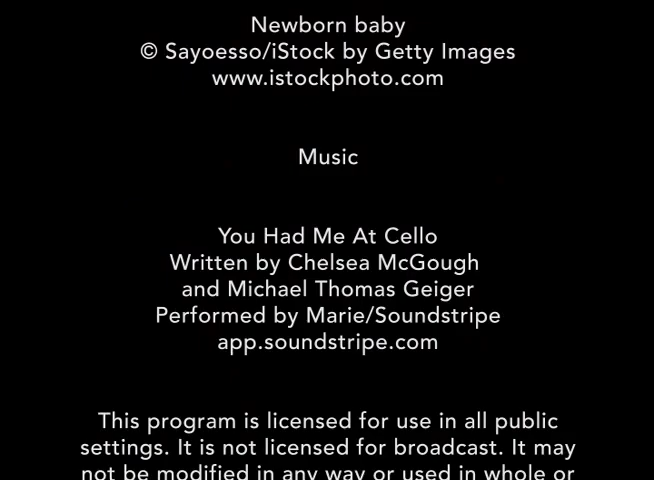 Newborn baby
© Sayoesso/iStock by Getty Images
www.istockphoto.com
Music
You Had Me At Cello
Written by Chelsea McGough
and Michael Thomas Geiger
Performed by Marie/Soundstripe
app.soundstripe.com
This program is licensed for use in all public
settings. It is not licensed for broadcast. It may
not be modified in any way or used in whole or